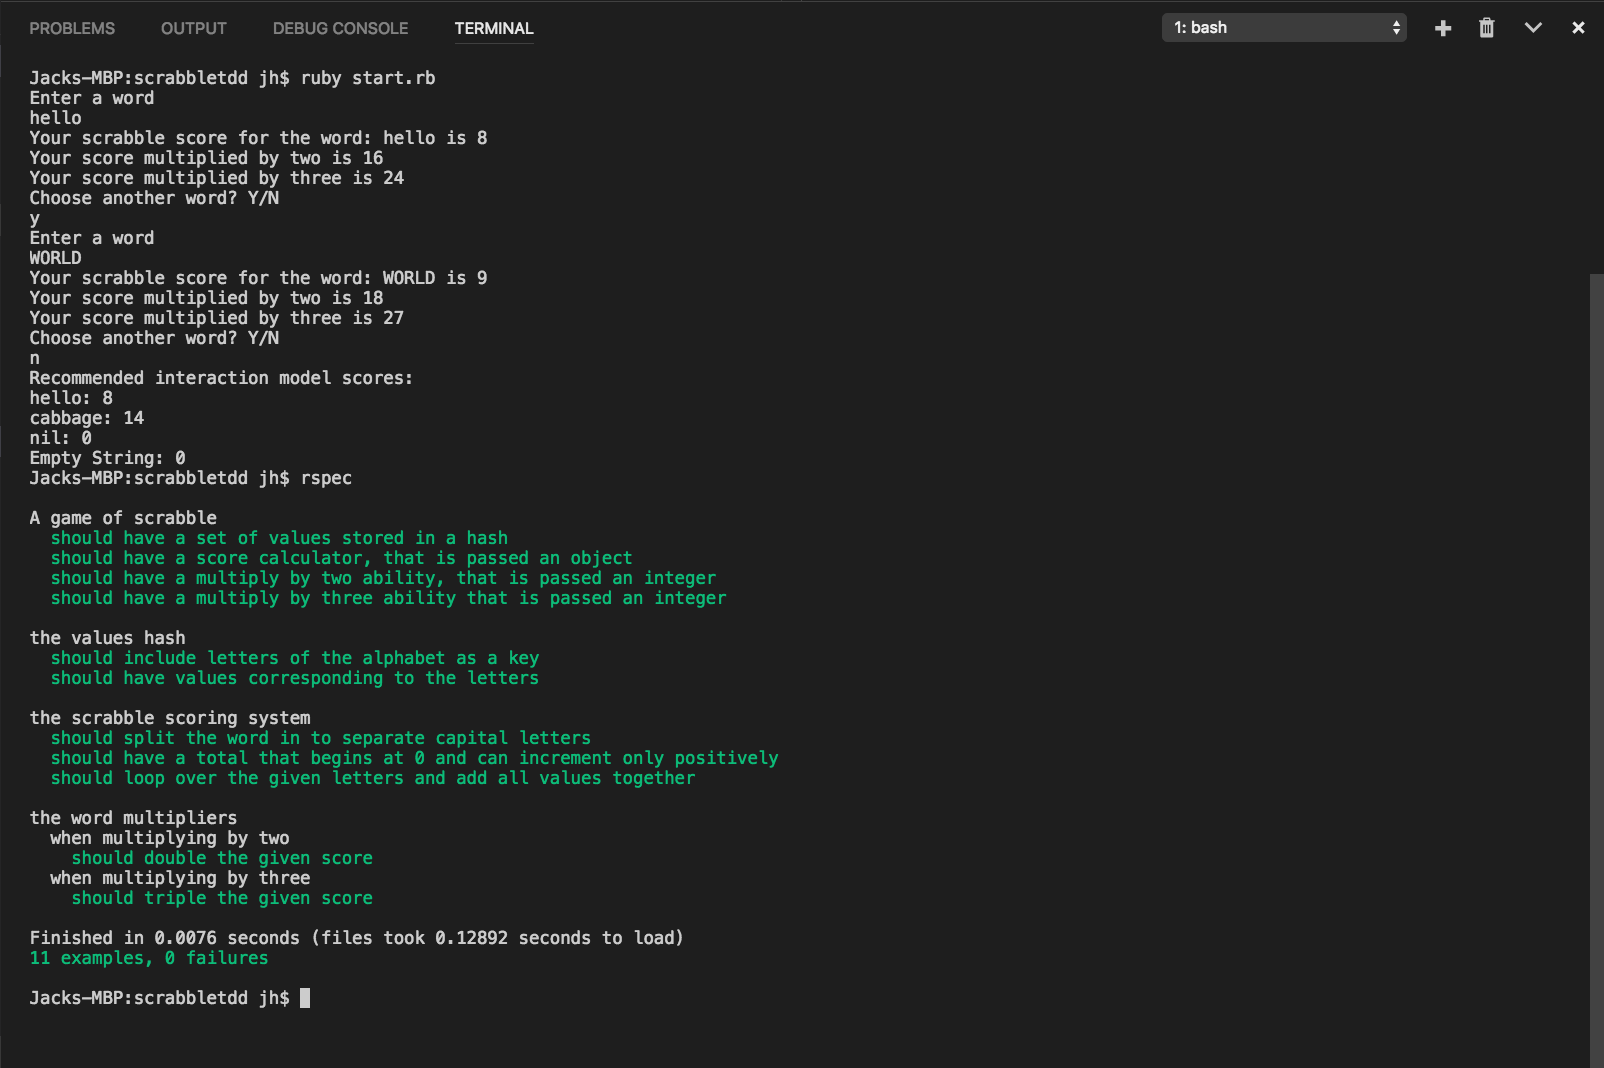 PROBLEMS OUTPUT DEBUG CONSOLE TERMINAL 1: bash
Jacks-MBP:scrabbletdd jh$ ruby start.rb
Enter a word
hello
Your scrabble score for the word: hello is 8
Your score multiplied by two is 16
Your score multiplied by three is 24
Choose another word? Y/N
y
Enter a word
WORLD
Your scrabble score for the word: WORLD is 9
Your score multiplied by two is 18
Your score multiplied by three is 27
Choose another word? Y/N
n
Recommended interaction model scores:
hello: 8
cabbage: 14
nil: 0
Empty String: 0
Jacks-MBP:scrabbletdd jh$ rspec
A game of scrabble
should have a set of values stored in a hash
should have a score calculator, that is passed an object
should have a multiply by two ability, that is passed an integer
should have a multiply by three ability that is passed an integer
the values hash
should include letters of the alphabet as a key
should have values corresponding to the letters
the scrabble scoring system
should split the word in to separate capital letters
should have a total that begins at 0 and can increment only positively
should loop over the given letters and add all values together
the word multipliers
when multiplying by two
should double the given score
when multiplying by three
should triple the given score
Finished in 0.0076 seconds (files took 0.12892 seconds to load)
11 examples, 0 failures
Jacks-MBP:scrabbletdd jh$